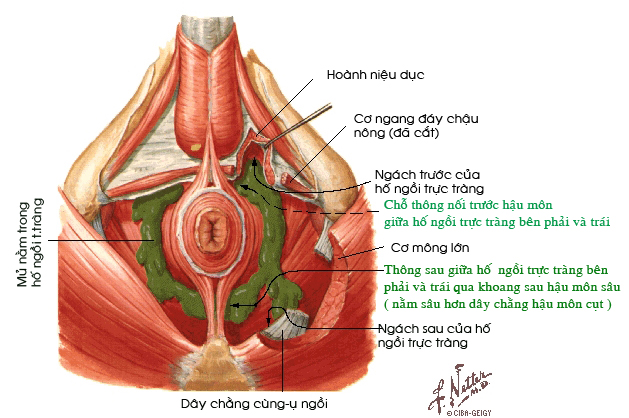 Hoành niệu dục
Cơ ngang đáy chậu
nông (đã cắt)
Ngách trước của
hố ngồi trực tràng
Chỗ thông nối trước hậu môn
giữa hố ngồi trực tràng bên phải và trái
Cơ mông lớn
Thông sau giữa hố ngồi trực tràng bên
phải và trái qua khoang sau hậu môn sâu
( nằm sâu hơn dây chằng hậu môn cụt )
Ngách sau của hố
ngồi trực tràng
Mủ nằm trong
hố ngồi t.tràng
Dây chằng cùng-ụ ngồi
F. Netter
M.D.
© CIBA-GEIGY